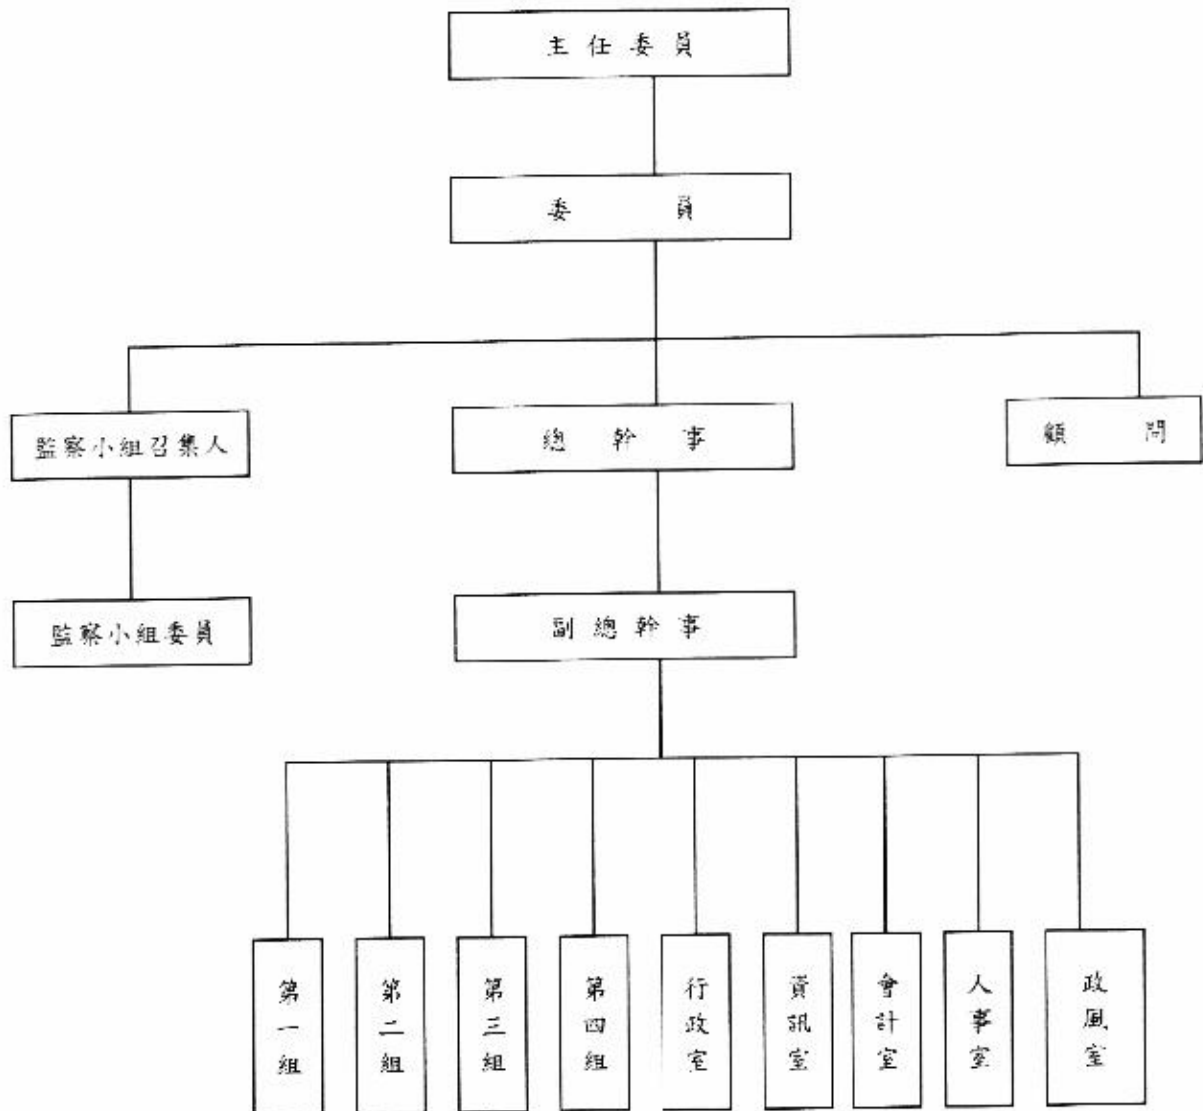 主任委員
委員
監察小組召集人
總幹事
顧問
監察小組委員
副總幹事
第一組
第二組
第三組
第四組
行政室
資訊室
會計室
人事室
政風室